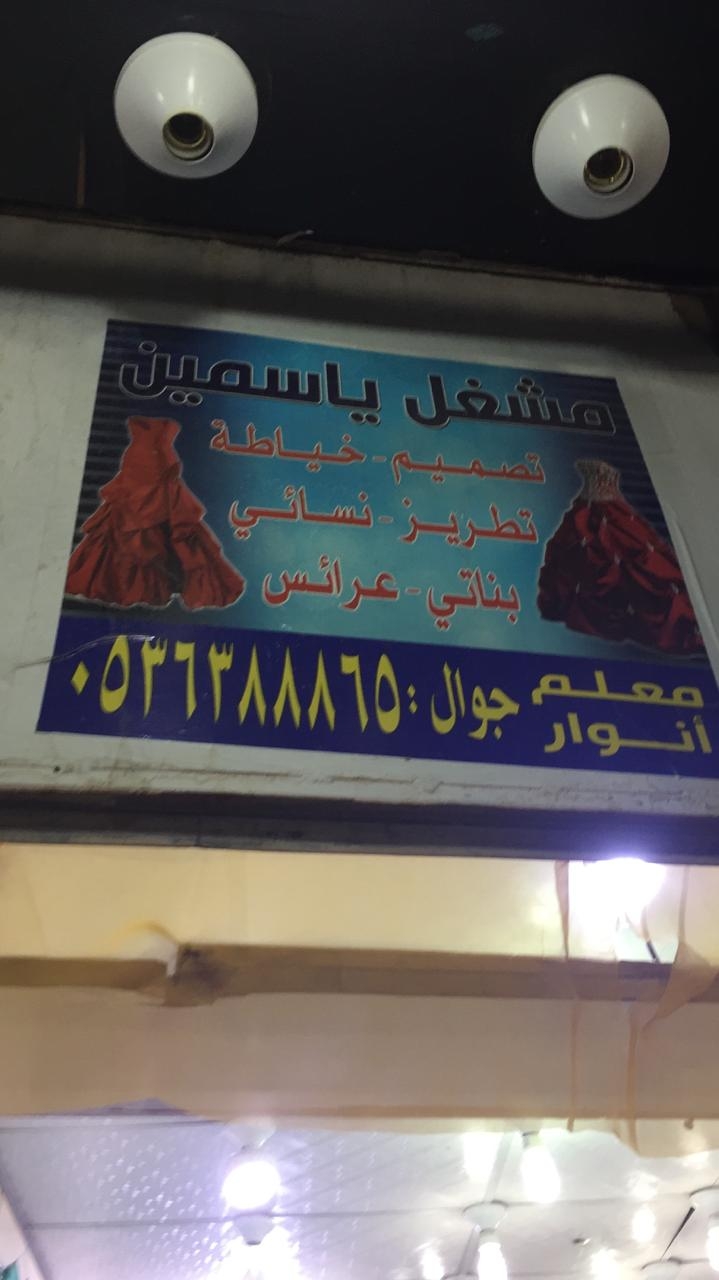 مشغل ياسمين
تصميم - خياطة
تطريز - نسائي
بناتي - عرائس
معلم أنوار
جوال : ٠٥٣٦٣٨٨٨٦٥